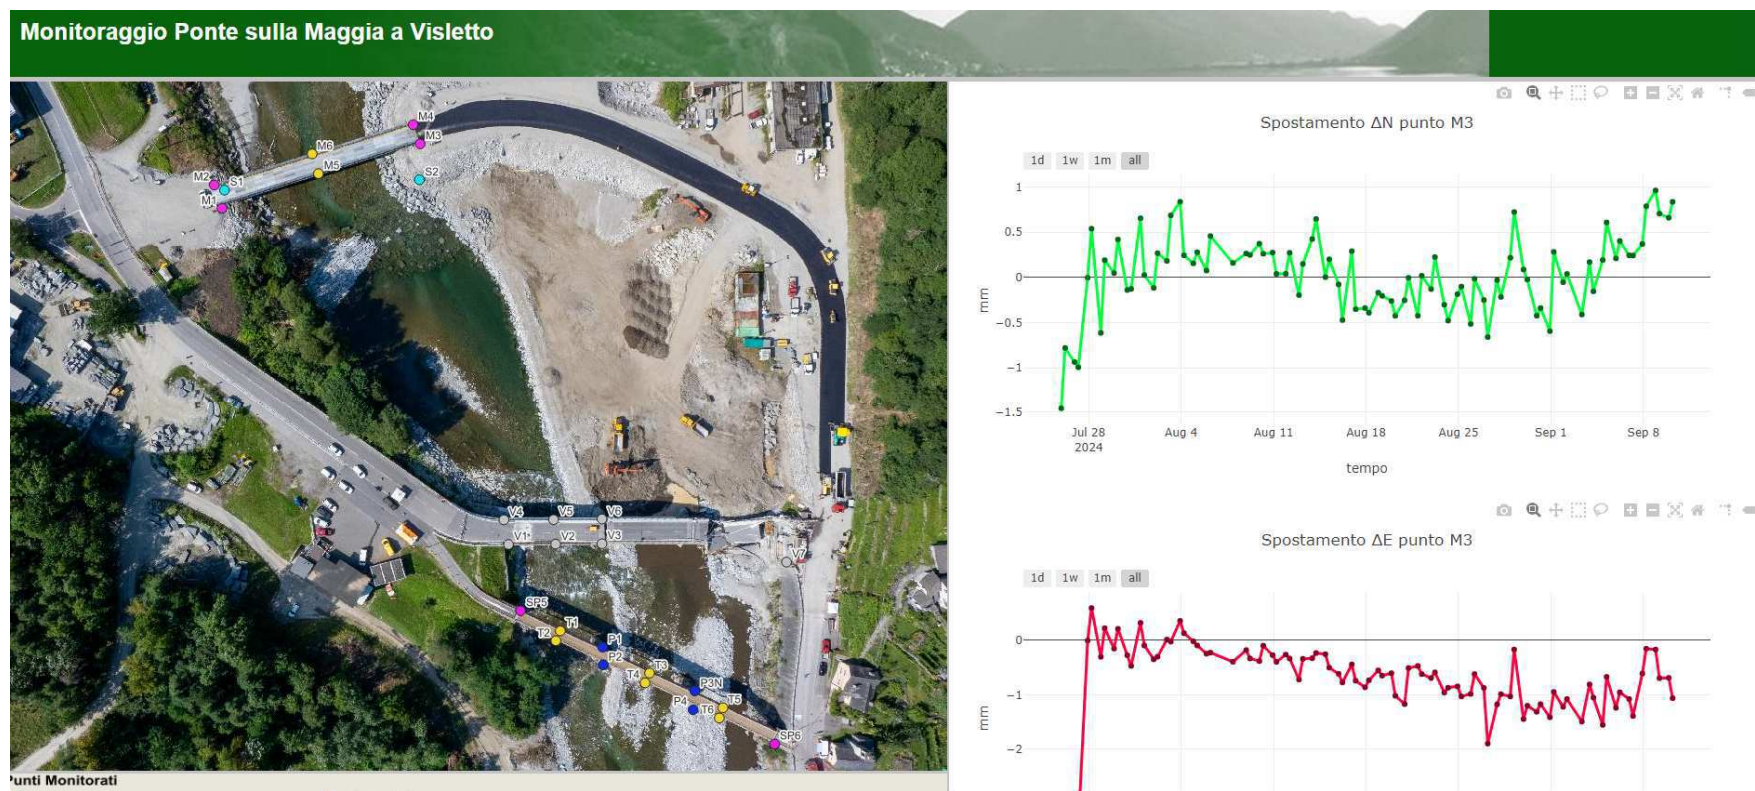 Monitoraggio Ponte sulla Maggia a Visletto
M4
M3
M6
M5
M2
S1
S2
M1
V4
V5
V6
V1
V2
V3
V7
SP5
T1
T2
P1
P2
T3
T4
P3N
P4
T5
T6
SP6
Punti Monitorati
Spostamento ΔN punto M3
1d 1w 1m all
1
0.5
0
−0.5
−1
−1.5
mm
Jul 28 Aug 4 Aug 11 Aug 18 Aug 25 Sep 1 Sep 8
2024
tempo
Spostamento ΔE punto M3
1d 1w 1m all
0
−1
−2
mm